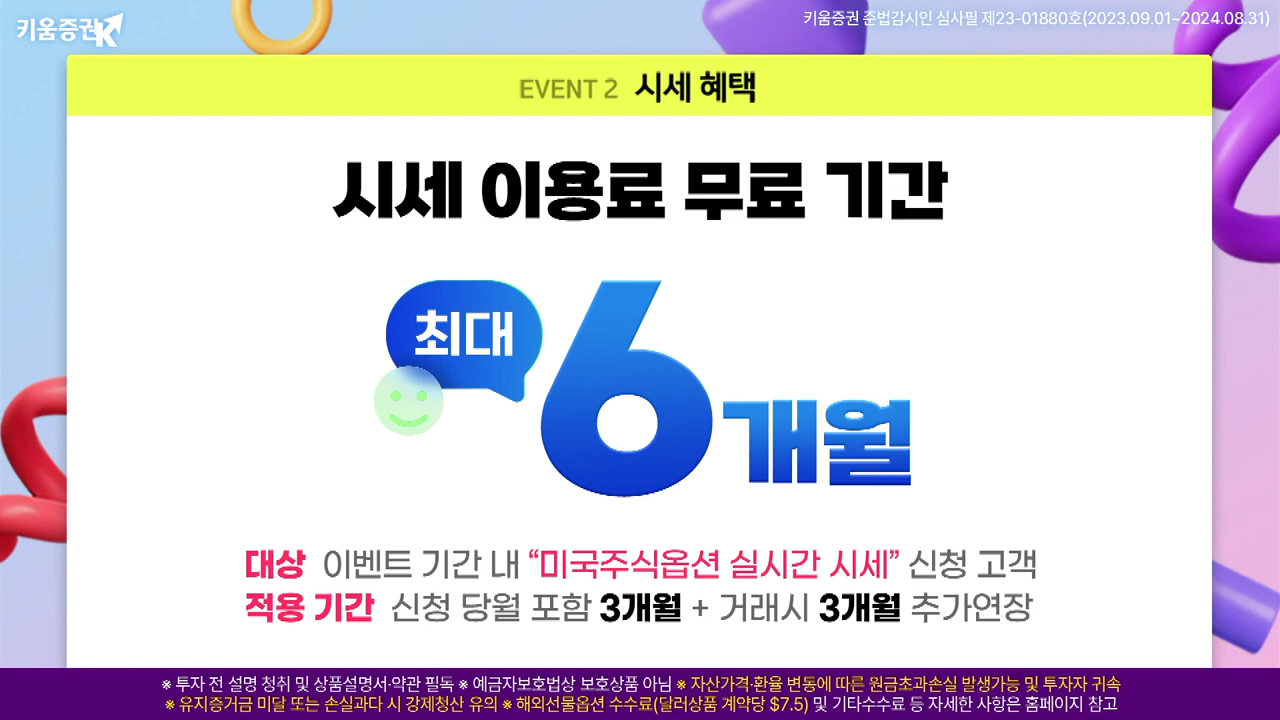 키움증권
키움증권 준법감시인 심사필 제23-01880호(2023.09.01~2024.08.31)
EVENT 2 시세 혜택
시세 이용료 무료 기간
최대
6개월
대상 이벤트 기간 내 “미국주식옵션 실시간 시세” 신청 고객
적용 기간 신청 당월 포함 3개월 + 거래시 3개월 추가연장
※ 투자 전 설명 청취 및 상품설명서·약관 필독 ※ 예금자보호법상 보호상품 아님 ※ 자산가격·환율 변동에 따른 원금초과손실 발생가능 및 투자자 귀속
※ 유지증거금 미달 또는 손실과다 시 강제청산 유의 ※ 해외선물옵션 수수료(달러상품 계약당 $7.5) 및 기타수수료 등 자세한 사항은 홈페이지 참고